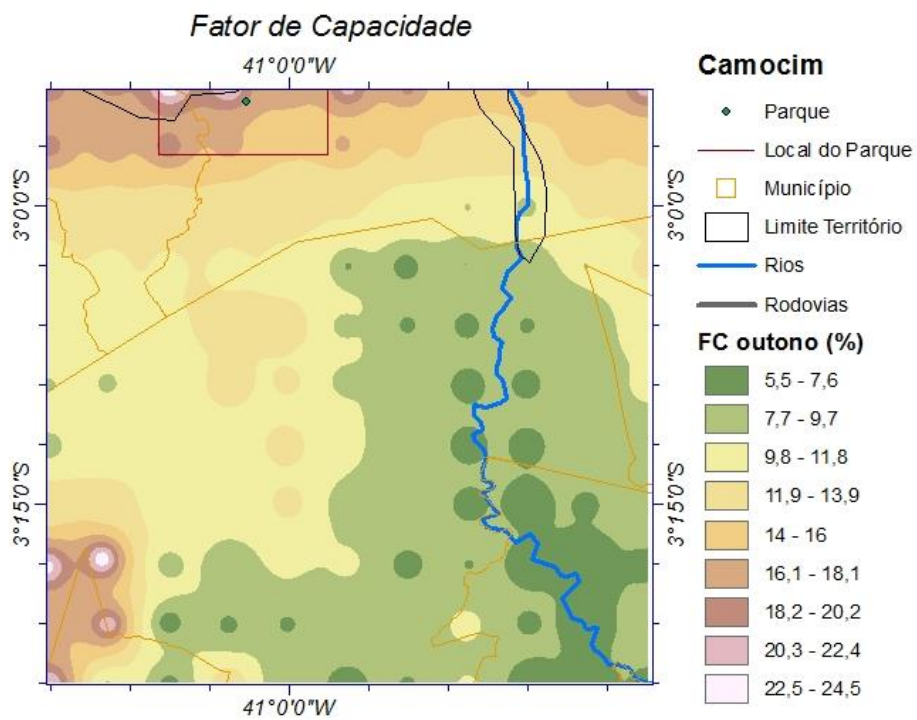 Fator de Capacidade
41°0'0"W
3°0'0"S
3°15'0"S
3°0'0"S
3°15'0"S
41°0'0"W
Camocim
Parque
Local do Parque
Município
Limite Território
Rios
Rodovias
FC outono (%)
5,5 - 7,6
7,7 - 9,7
9,8 - 11,8
11,9 - 13,9
14 - 16
16,1 - 18,1
18,2 - 20,2
20,3 - 22,4
22,5 - 24,5